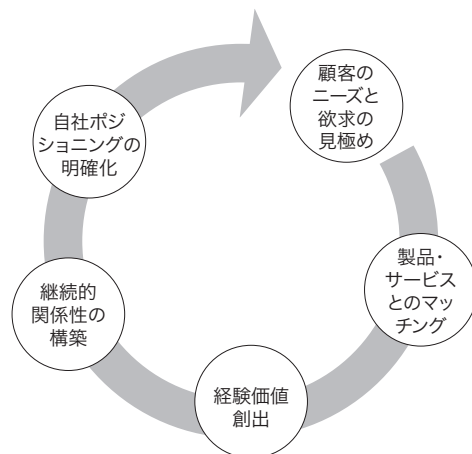 顧客の
ニーズと
欲求の
見極め
製品・
サービス
とのマッ
チング
経験価値
創出
継続的
関係性の
構築
自社ポジ
ショニングの
明確化